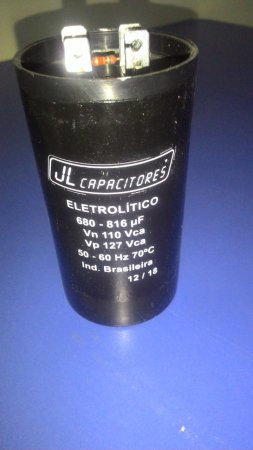 JL CAPACITORES
ELETROLÍTICO
680 - 816 µF
Vn 110 Vca
Vp 127 Vca
50 - 60 Hz 70ºC
Ind. Brasileira
12 / 18